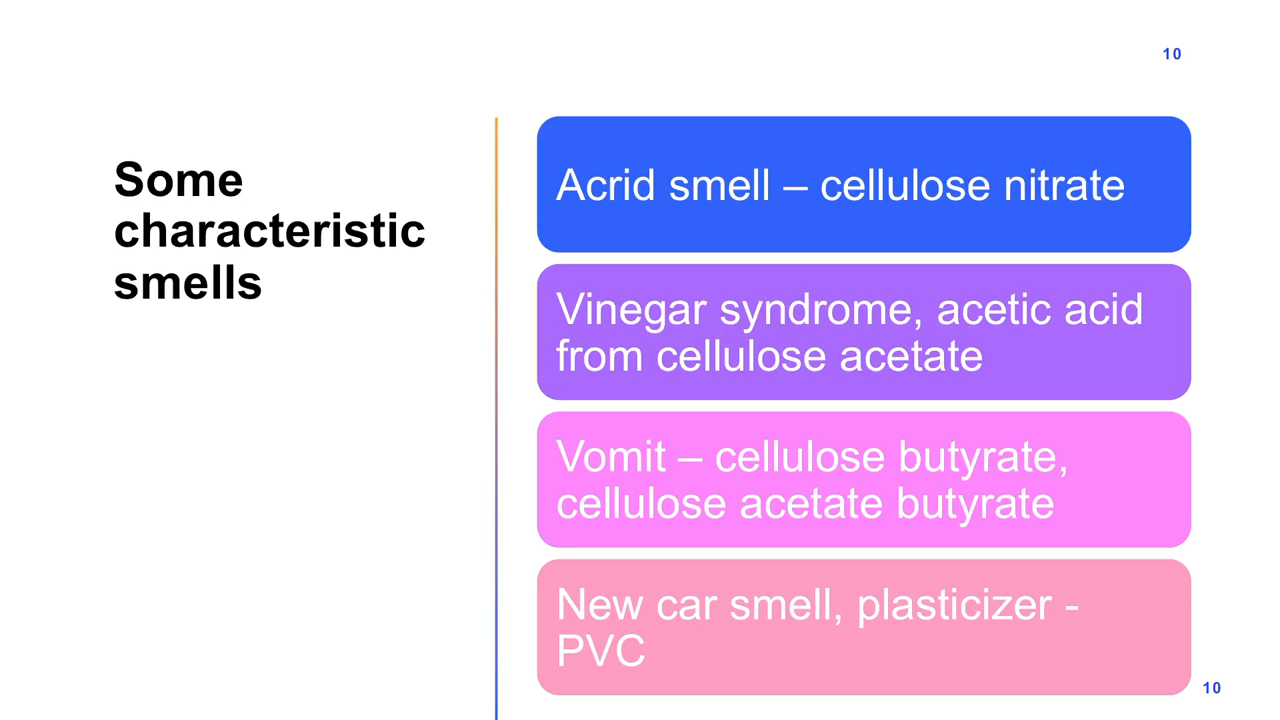 10
Some
characteristic
smells
Acrid smell – cellulose nitrate
Vinegar syndrome, acetic acid
from cellulose acetate
Vomit – cellulose butyrate,
cellulose acetate butyrate
New car smell, plasticizer -
PVC
10